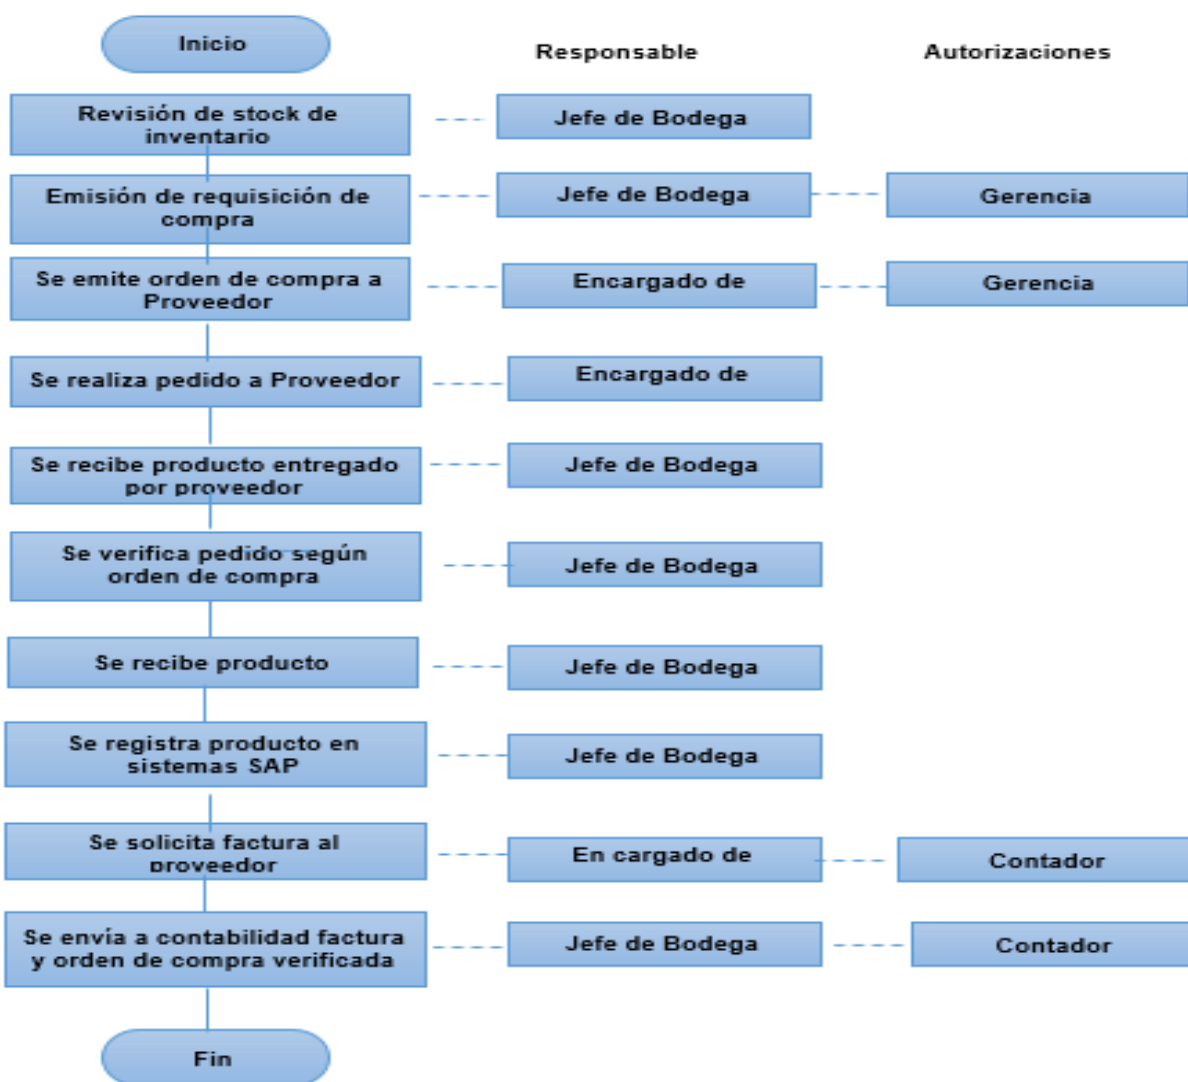 Inicio
Responsable
Autorizaciones
Revisión de stock de
inventario
Jefe de Bodega
Emisión de requisición de
compra
Jefe de Bodega
Gerencia
Se emite orden de compra a
Proveedor
Encargado de
Gerencia
Se realiza pedido a Proveedor
Encargado de
Se recibe producto entregado
por proveedor
Jefe de Bodega
Se verifica pedido según
orden de compra
Jefe de Bodega
Se recibe producto
Jefe de Bodega
Se registra producto en
sistemas SAP
Jefe de Bodega
Se solicita factura al
proveedor
En cargado de
Contador
Se envía a contabilidad factura
y orden de compra verificada
Jefe de Bodega
Contador
Fin